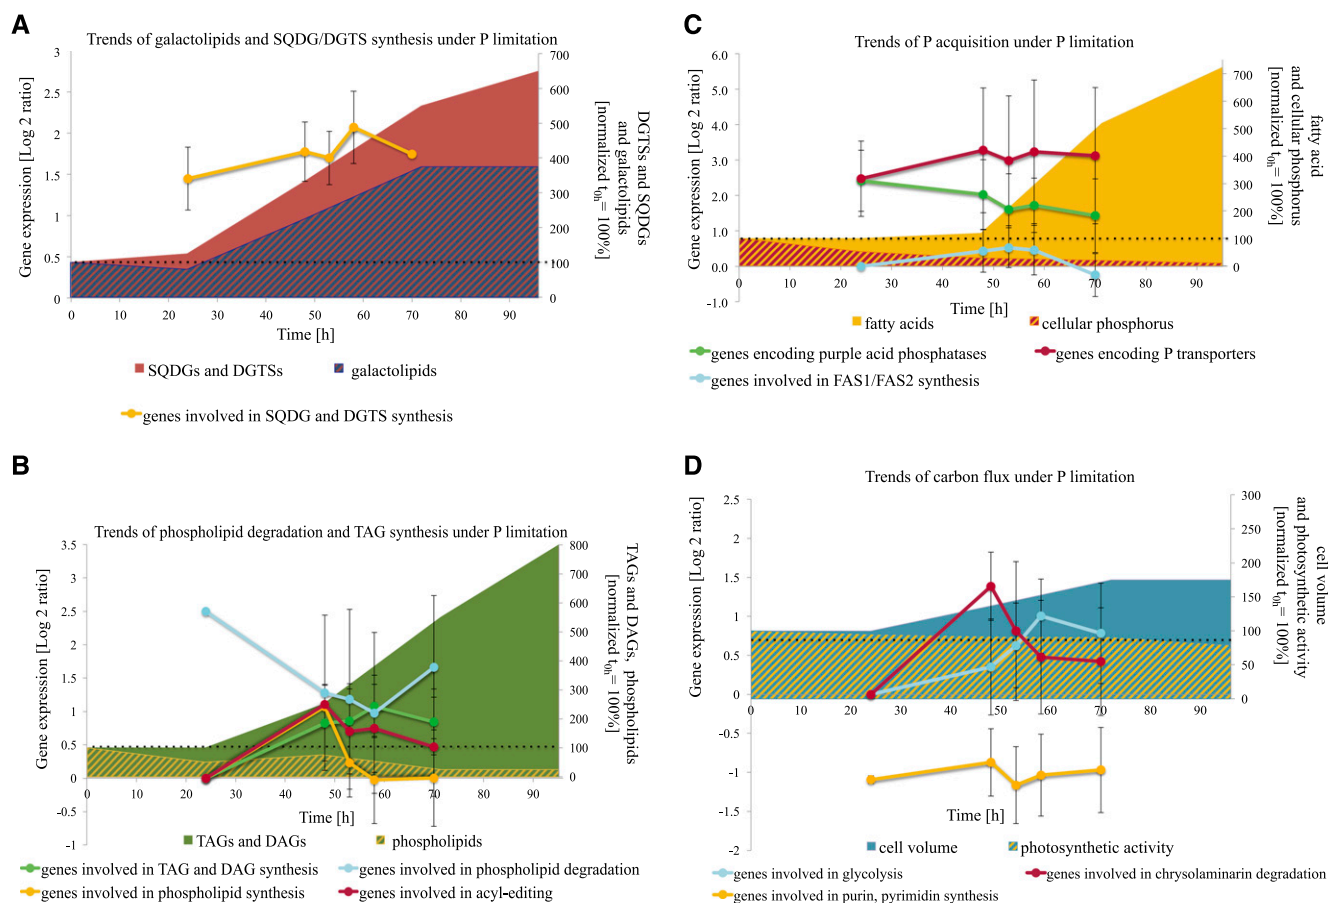 A
Trends of galactolipids and SQDG/DGTS synthesis under P limitation
Gene expression [Log 2 ratio]
3
2.5
2
1.5
1
0.5
0
700
600
500
400
300
200
100
0
DGTSs and SQDGs
and galactolipids
[normalized t0h = 100%]
0 10 20 30 40 50 60 70 80 90
Time [h]
SQDGs and DGTSs galactolipids
genes involved in SQDG and DGTS synthesis
B
Trends of phospholipid degradation and TAG synthesis under P limitation
Gene expression [Log 2 ratio]
3.5
3
2.5
2
1.5
1
0.5
0
-0.5
-1
800
700
600
500
400
300
200
100
0
TAGs and DAGs, phospholipids
[normalized t0h = 100%]
0 10 20 30 40 50 60 70 80 90
Time [h]
TAGs and DAGs phospholipids
genes involved in TAG and DAG synthesis genes involved in phospholipid degradation
genes involved in phospholipid synthesis genes involved in acyl-editing
C
Trends of P acquisition under P limitation
Gene expression [Log 2 ratio]
6.0
5.0
4.0
3.0
2.0
1.0
0.0
-1.0
700
600
500
400
300
200
100
0
fatty acid
and cellular phosphorus
[normalized t0h = 100%]
0 10 20 30 40 50 60 70 80 90
Time [h]
fatty acids cellular phosphorus
genes encoding purple acid phosphatases genes encoding P transporters
genes involved in FAS1/FAS2 synthesis
D
Trends of carbon flux under P limitation
Gene expression [Log 2 ratio]
2.5
2
1.5
1
0.5
0
-0.5
-1
-1.5
-2
300
250
200
150
100
50
0
cell volume
and photosynthetic activity
[normalized t0h = 100%]
0 10 20 30 40 50 60 70 80 90
Time [h]
cell volume photosynthetic activity
genes involved in glycolysis genes involved in chrysolaminarin degradation
genes involved in purin, pyrimidin synthesis